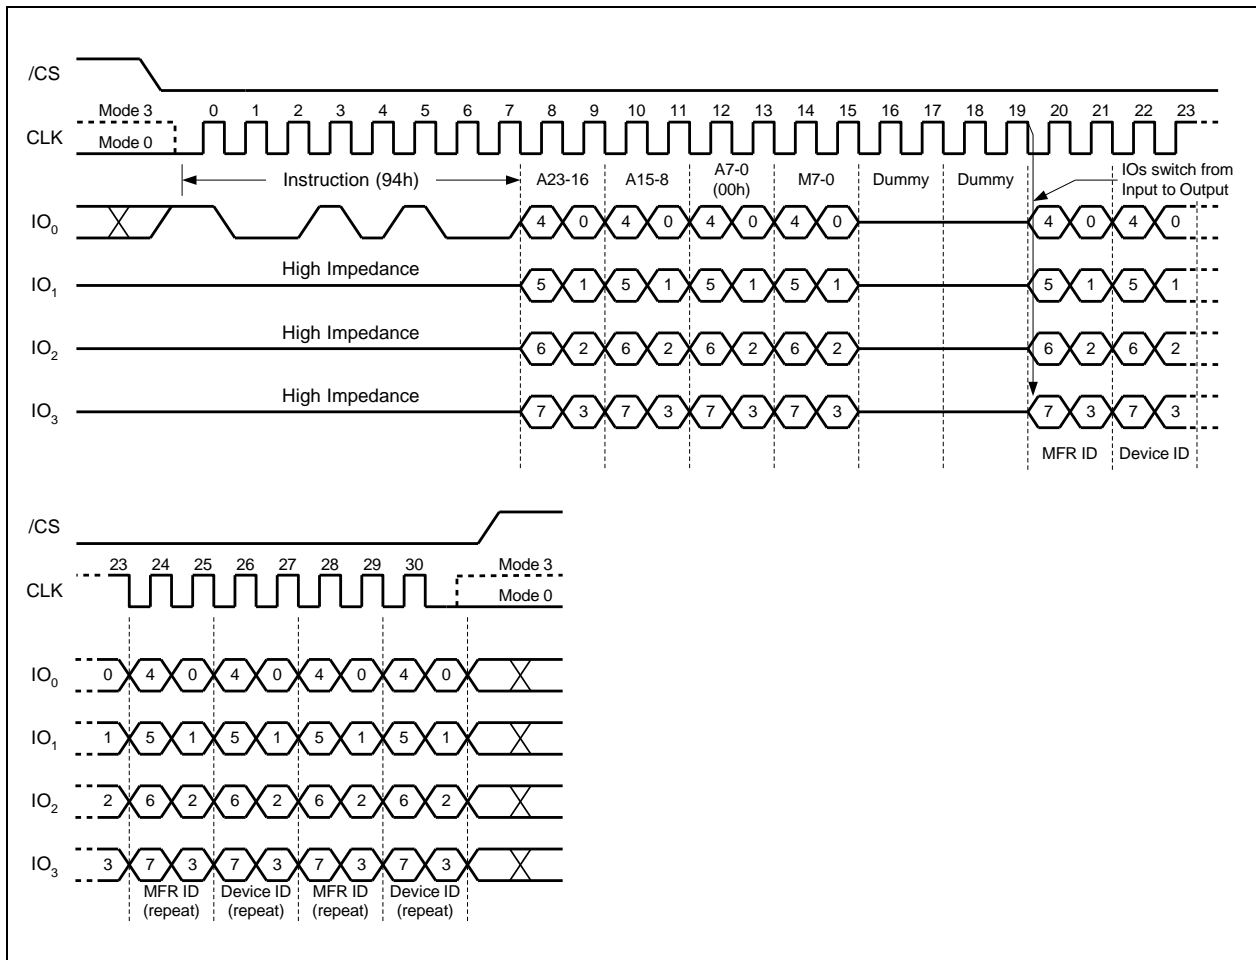 /CS
Mode 3 0 1 2 3 4 5 6 7 8 9 10 11 12 13 14 15 16 17 18 19 20 21 22 23
CLK
Mode 0
Instruction (94h) A23-16 A15-8 A7-0 (00h) M7-0 Dummy Dummy IOs switch from Input to Output
IO0 4 0 4 0 4 0 4 0 4 0 4 0
High Impedance
IO1 5 1 5 1 5 1 5 1 5 1 5 1
High Impedance
IO2 6 2 6 2 6 2 6 2 6 2 6 2
High Impedance
IO3 7 3 7 3 7 3 7 3 7 3 7 3
MFR ID Device ID
/CS
23 24 25 26 27 28 29 30 Mode 3
CLK
Mode 0
IO0 0 4 0 4 0 4 0 4 0
IO1 1 5 1 5 1 5 1 5 1
IO2 2 6 2 6 2 6 2 6 2
IO3 3 7 3 7 3 7 3 7 3
MFR ID Device ID MFR ID Device ID
(repeat) (repeat) (repeat) (repeat)